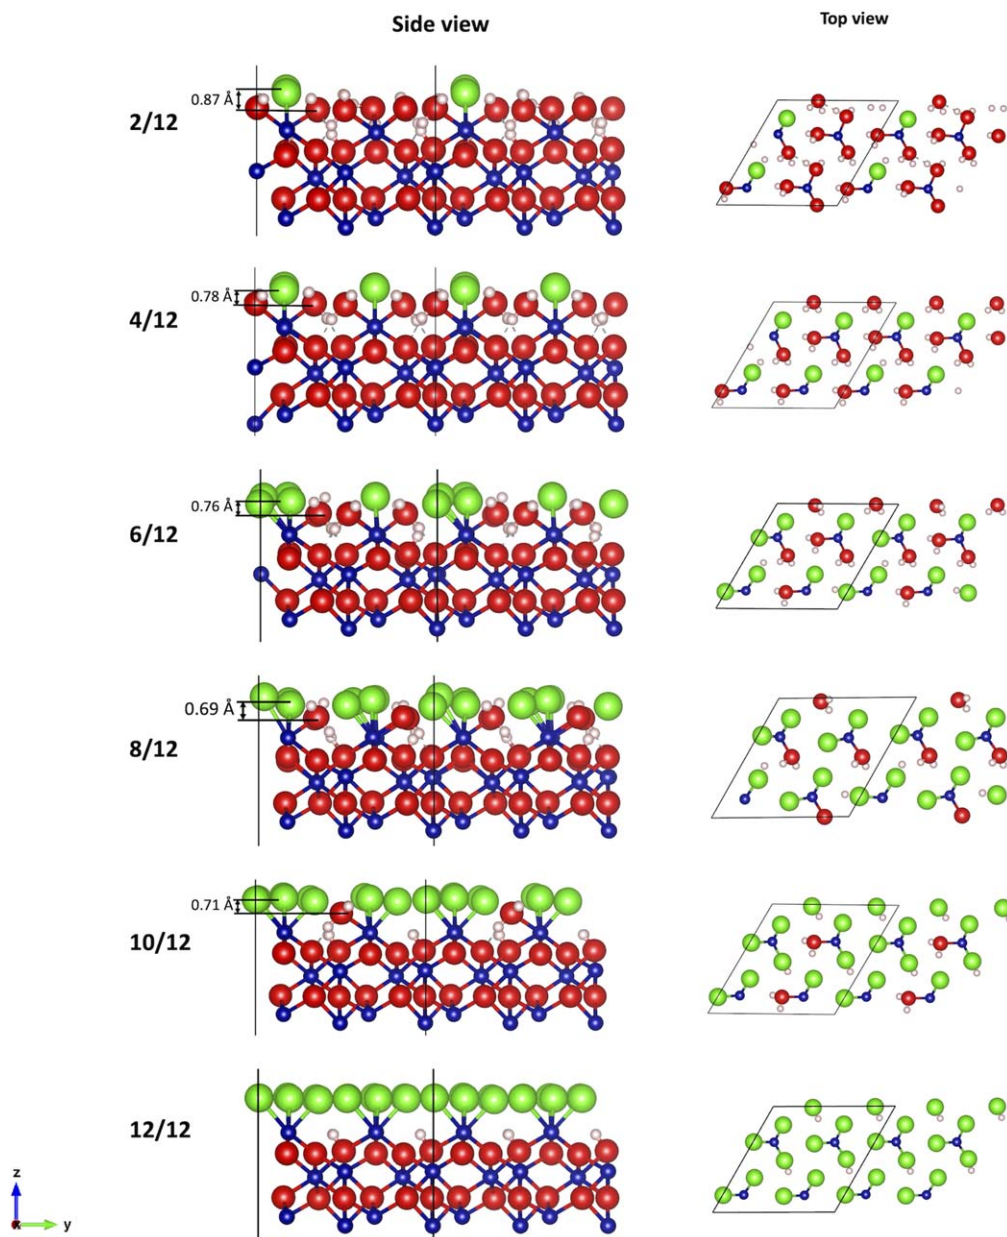 Side view
Top view
0.87 Å
2/12
0.78 Å
4/12
0.76 Å
6/12
0.69 Å
8/12
0.71 Å
10/12
12/12
z
x
y